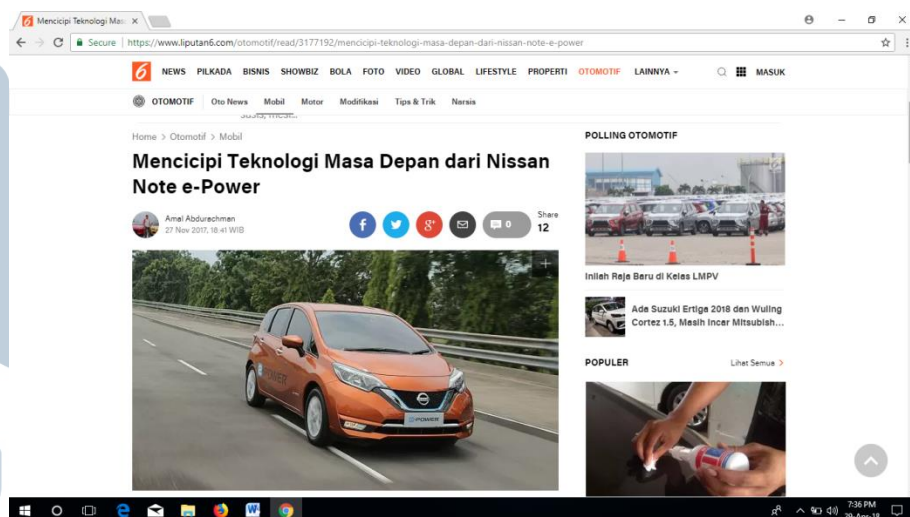 Mencicipi Teknologi Mas
Secure https://www.liputan6.com/otomotif/read/3177192/mencicipi-teknologi-masa-depan-dari-nissan-note-e-power
6 NEWS PILKADA BISNIS SHOWBIZ BOLA FOTO VIDEO GLOBAL LIFESTYLE PROPERTI OTOMOTIF LAINNYA MASUK
OTOMOTIF Oto News Mobil Motor Modifikasi Tips & Trik Narsis
Home > Otomotif > Mobil
Mencicipi Teknologi Masa Depan dari Nissan
Note e-Power
Amal Abdurachman
27 Nov 2017, 18:41 WIB
0
Share
12
e-POWER
POLLING OTOMOTIF
Inilah Raja Baru di Kelas LMPV
Ada Suzuki Ertiga 2018 dan Wuling
Cortez 1.5, Masih Incar Mitsubish...
POPULER Lihat Semua >
7:36 PM